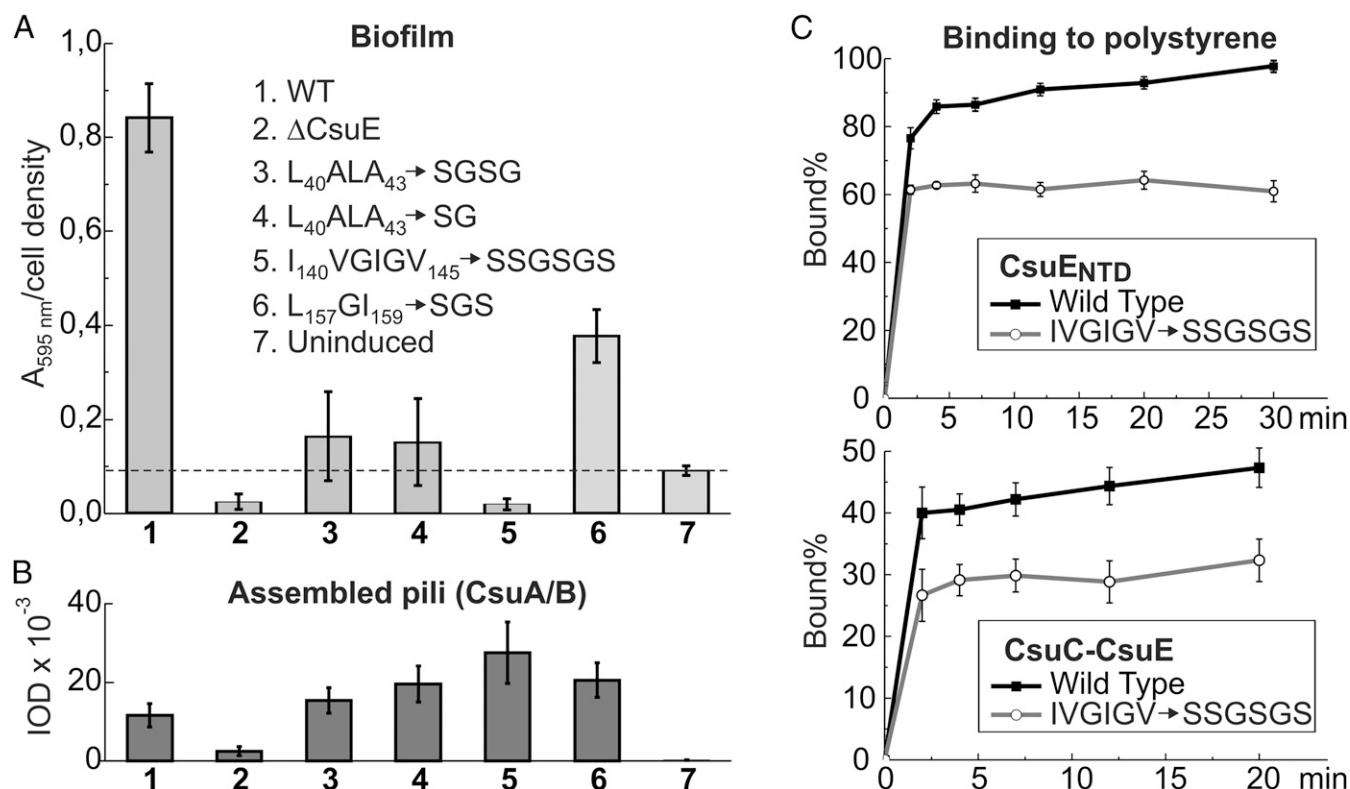 A
Biofilm
1,0
0,8
0,6
0,4
0,2
0,0
A595 nm/cell density
1. WT
2. ΔCsuE
3. L40ALA43→SGSG
4. L40ALA43→SG
5. I140VGIGV145→SSGSGS
6. L157GI159→SGS
7. Uninduced
1 2 3 4 5 6 7
B
Assembled pili (CsuA/B)
IOD x 10-3
40
20
0
1 2 3 4 5 6 7
C
Binding to polystyrene
Bound%
100
80
60
40
20
0
CsuENTD
Wild Type
IVGIGV→SSGSGS
0 5 10 15 20 25 30 min
Bound%
50
40
30
20
10
0
CsuC-CsuE
Wild Type
IVGIGV→SSGSGS
0 5 10 15 20 min